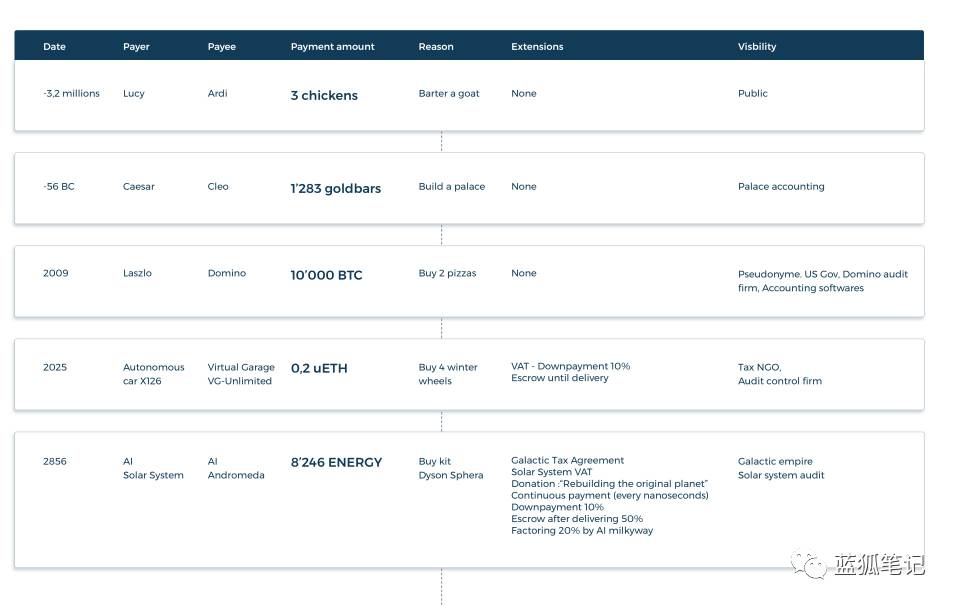 Date Payer Payee Payment amount Reason Extensions Visbility
-3,2 millions Lucy Ardi 3 chickens Barter a goat None Public
-56 BC Caesar Cleo 1'283 goldbars Build a palace None Palace accounting
2009 Laszlo Domino 10'000 BTC Buy 2 pizzas None Pseudonyme. US Gov, Domino audit
firm, Accounting softwares
2025 Autonomous Virtual Garage 0,2 uETH Buy 4 winter VAT - Downpayment 10% Tax NGO,
car X126 VG-Unlimited wheels Escrow until delivery Audit control firm
2856 AI AI 8'246 ENERGY Buy kit Galactic Tax Agreement Galactic empire
Solar System Andromeda Dyson Sphera Solar System VAT Solar system audit
Donation :"Rebuilding the original planet"
Continuous payment (every nanoseconds)
Downpayment 10%
Escrow after delivering 50%
Factoring 20% by AI milkyway
蓝狐笔记